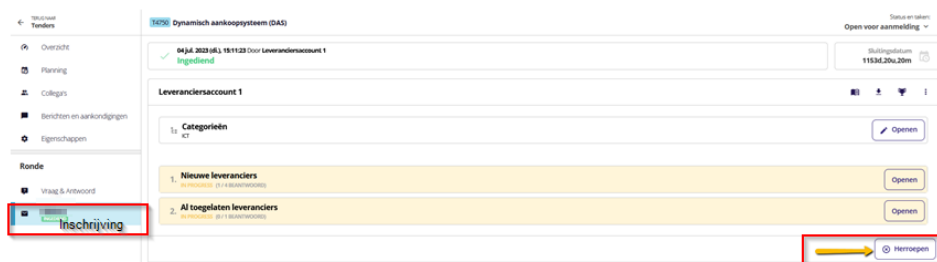 TERUG NAAR
Tenders
T4750 Dynamisch aankoopsysteem (DAS)
Status en taken:
Open voor aanmelding
Overzicht
Planning
Collega's
Berichten en aankondigingen
Eigenschappen
Ronde
Vraag & Antwoord
Inschrijving
04 jul. 2023 (di.), 15:11:23 Door Leveranciersaccount 1
Ingediend
Sluitingsdatum
1153d,20u,20m
Leveranciersaccount 1
Categorieën
ICT
Openen
1. Nieuwe leveranciers
IN PROGRESS (1 / 4 BEANTWOORD)
Openen
2. Al toegelaten leveranciers
IN PROGRESS (0 / 1 BEANTWOORD)
Openen
Herroepen